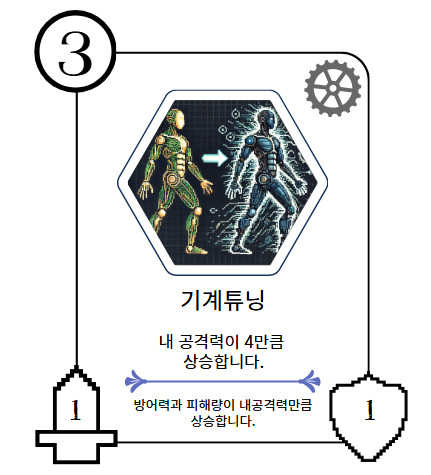 3
기계튜닝
내 공격력이 4만큼
상승합니다.
방어력과 피해량이 내공격력만큼
상승합니다.
1
1